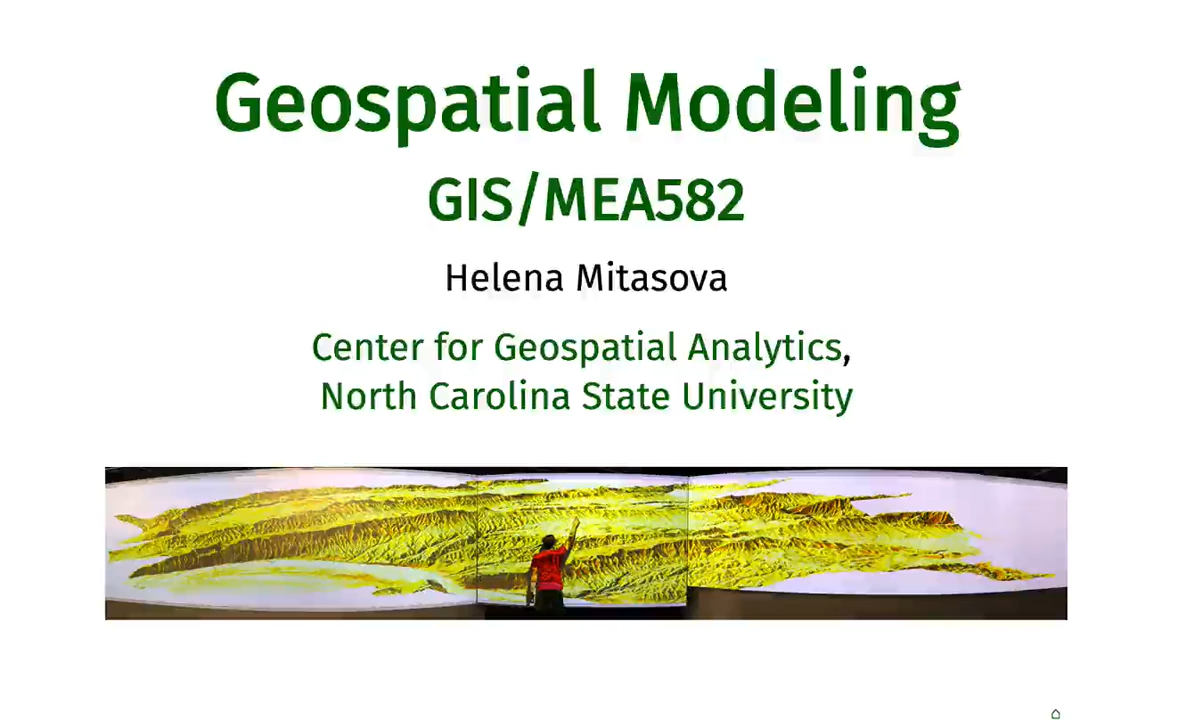 Geospatial Modeling
GIS/MEA582
Helena Mitasova
Center for Geospatial Analytics,
North Carolina State University